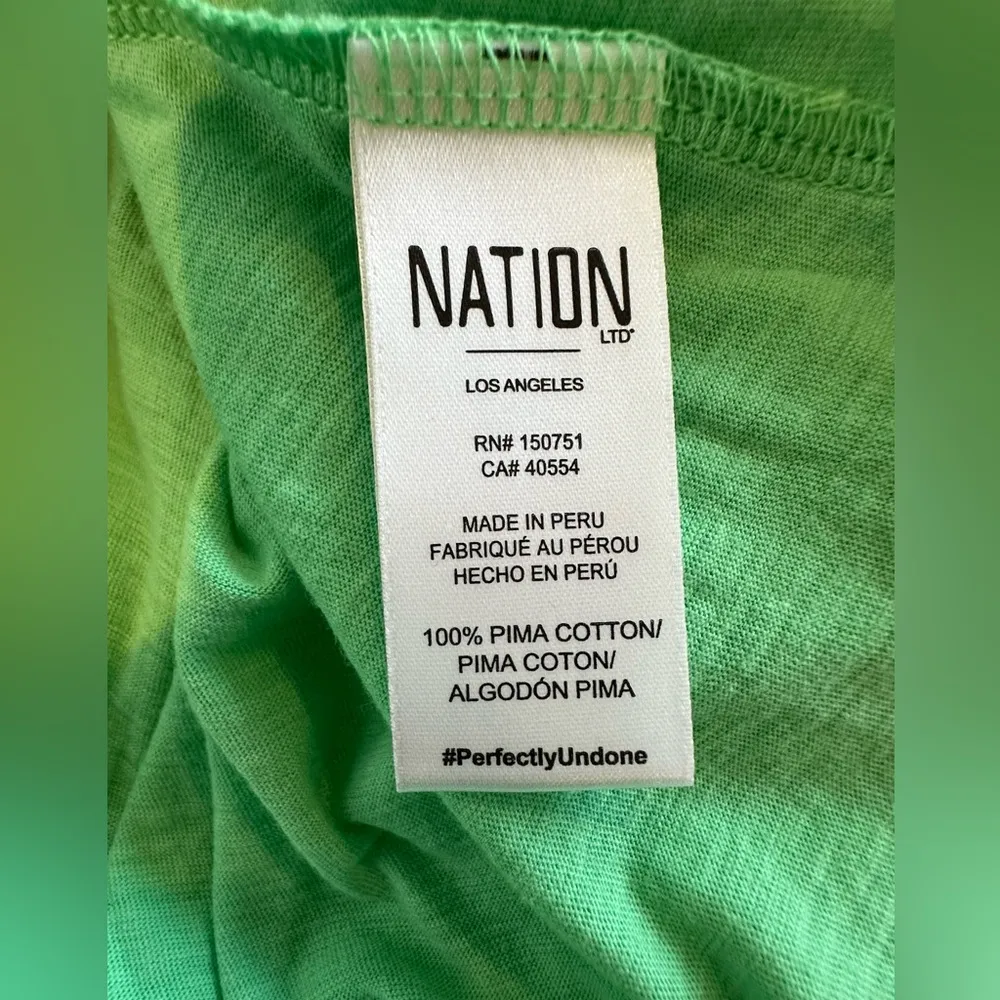 NATION
LTD
LOS ANGELES
RN# 150751
CA# 40554
MADE IN PERU
FABRIQUÉ AU PÉROU
HECHO EN PERÚ
100% PIMA COTTON/
PIMA COTON/
ALGODÓN PIMA
#PerfectlyUndone